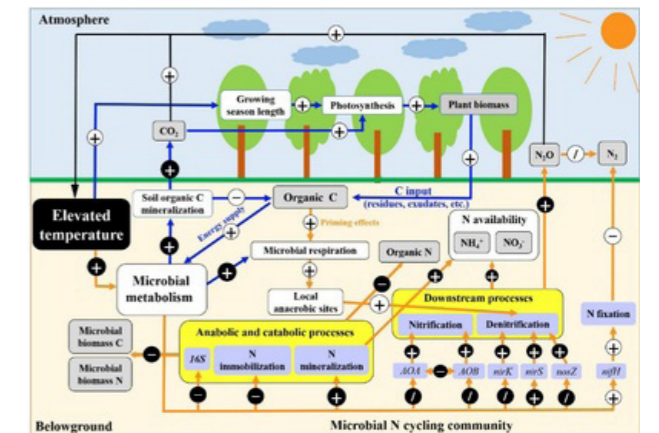 Atmosphere
+
+
Growing
season length
+
Photosynthesis
+
Plant biomass
+
CO₂
+
+
N₂O
/
N₂
+
Soil organic C
mineralization
−
Organic C
C input
(residues, exudates, etc.)
Elevated
temperature
Energy supply
+
+
Priming effects
N availability
NH₄⁺
NO₃⁻
+
−
+
+
Microbial respiration
Organic N
Microbial
metabolism
+
+
Local
anaerobic sites
−
+
+
+
Downstream processes
Nitrification
Denitrification
N fixation
Microbial
biomass C
Microbial
biomass N
−
Anabolic and catabolic processes
16S
N
immobilization
N
mineralization
+
+
+
+
+
+
AOA
−
AOB
nirK
nirS
nosZ
nifH
−
−
+
/
/
/
+
/
+
Belowground
Microbial N cycling community